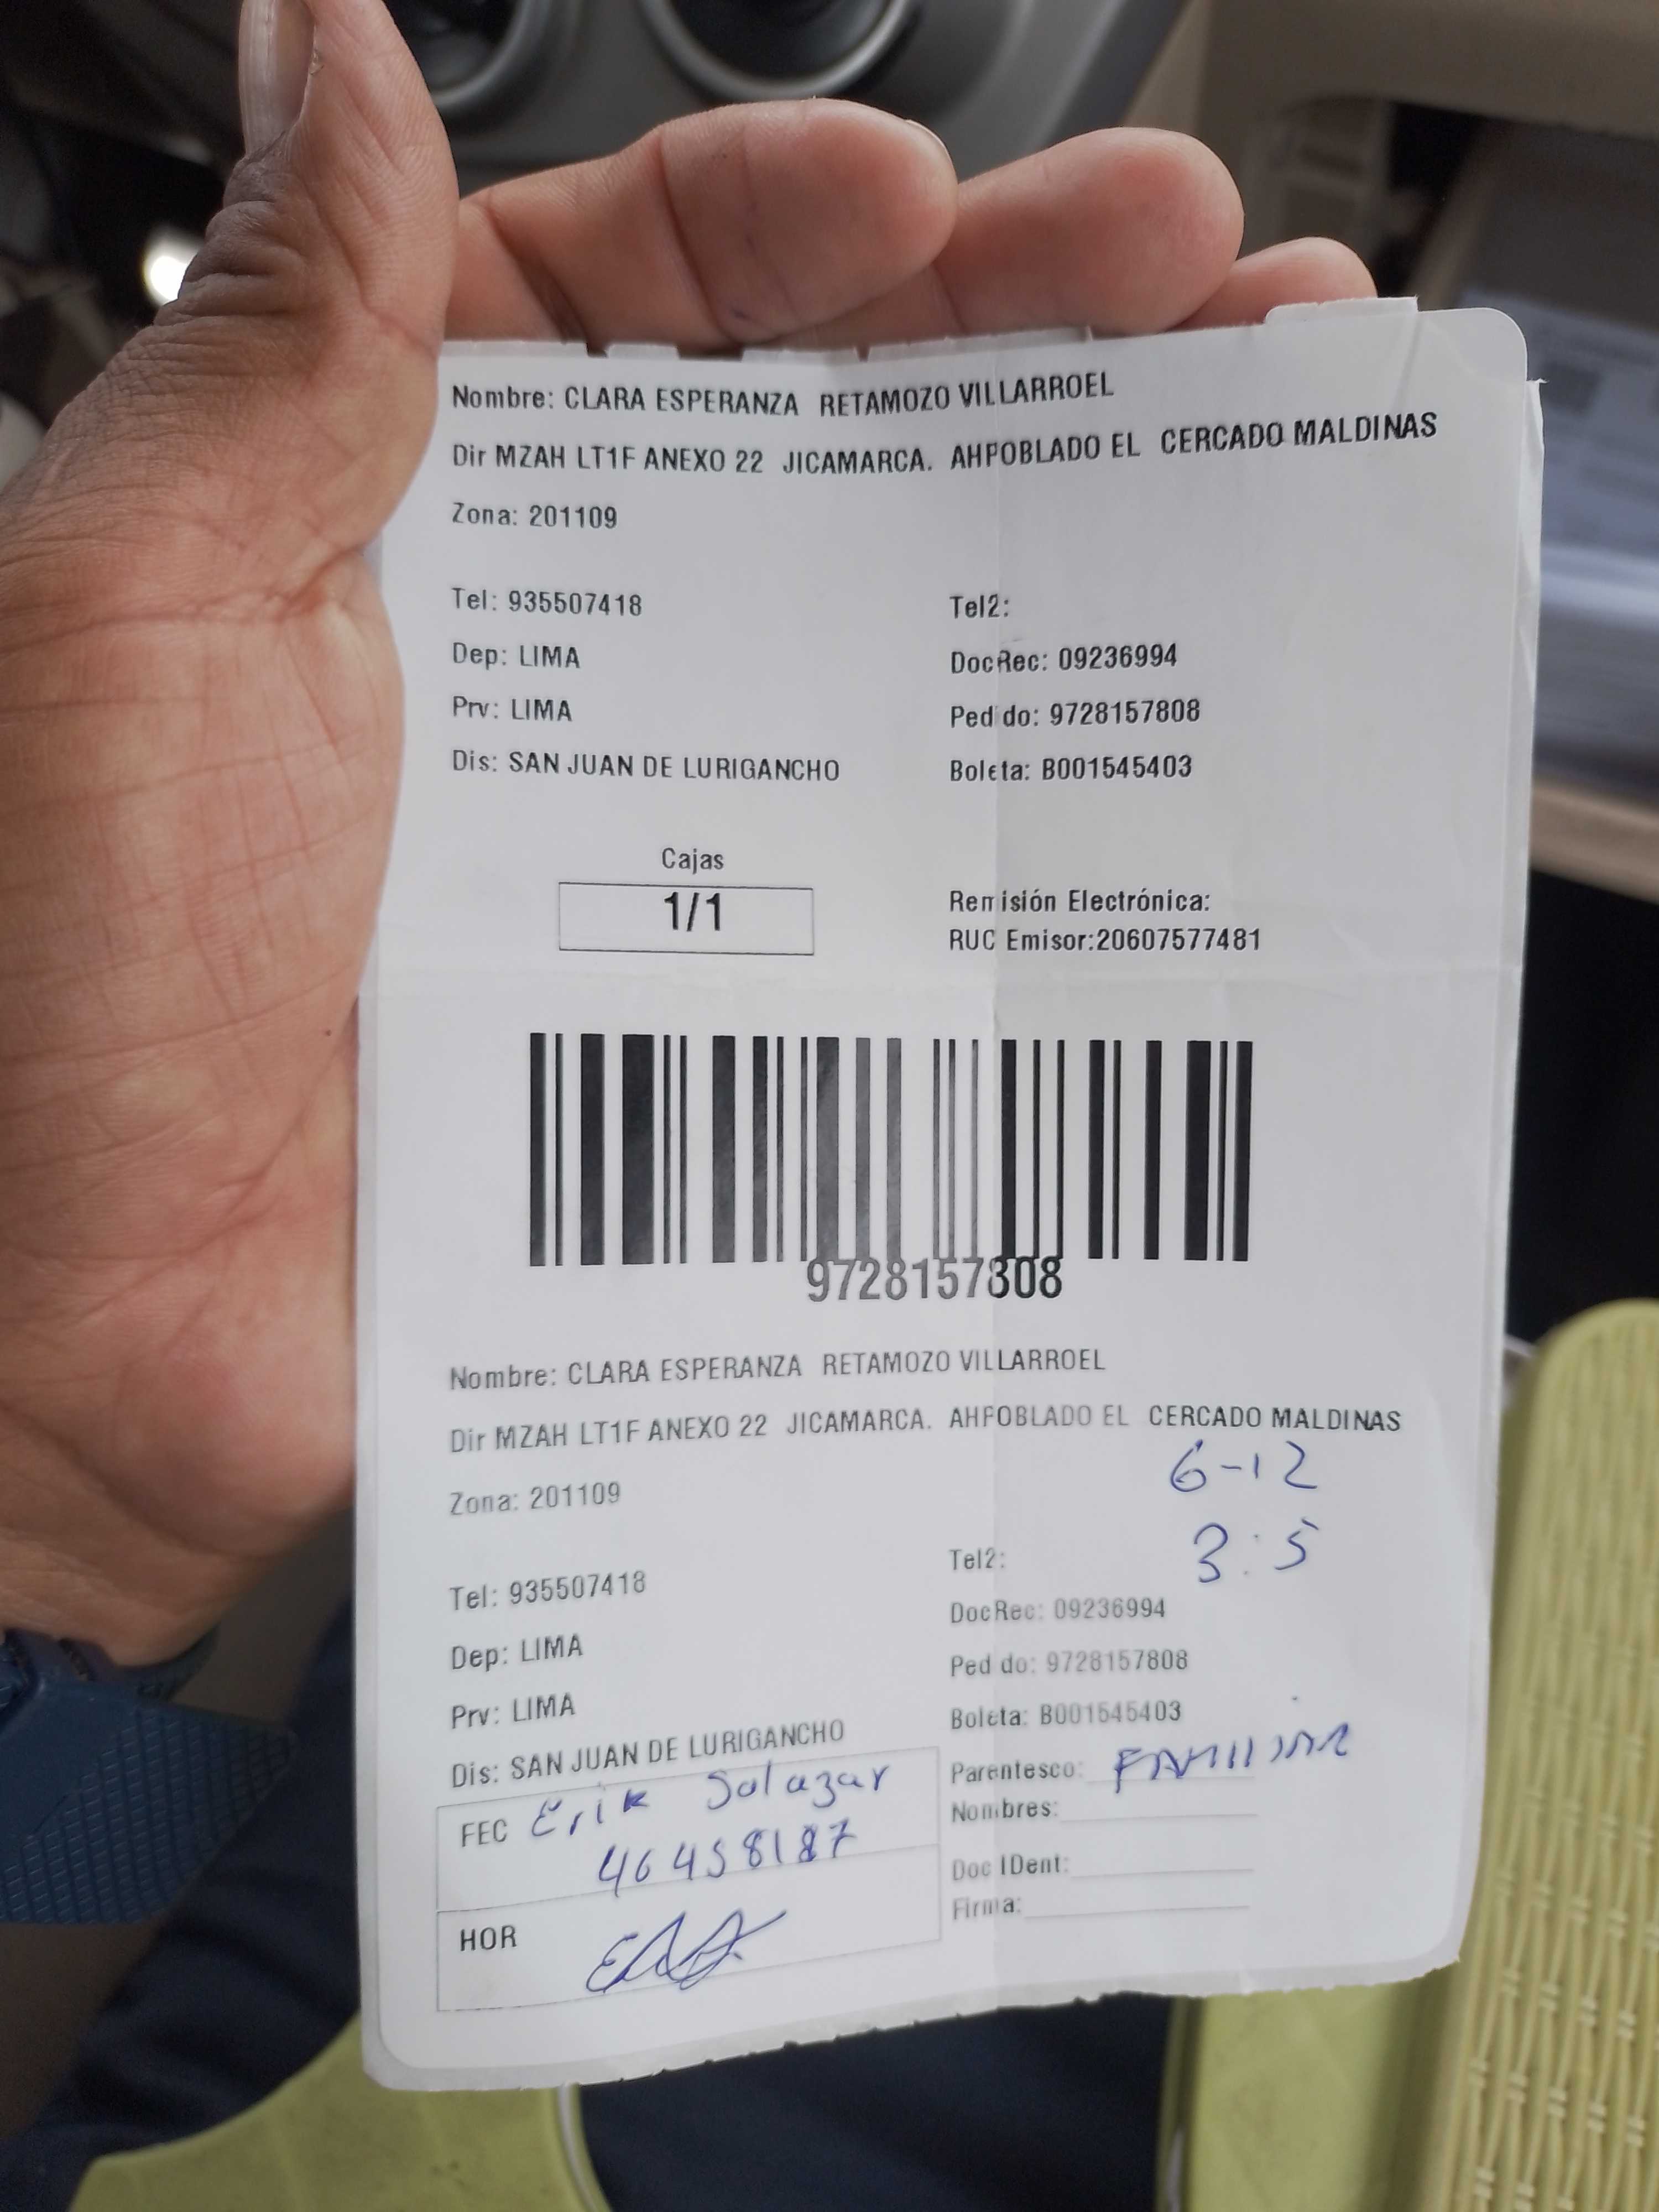 Nombre: CLARA ESPERANZA RETAMOZO VILLARROEL
Dir MZAH LT1F ANEXO 22 JICAMARCA. AHPOBLADO EL CERCADO MALDINAS
Zona: 201109
Tel: 935507418 Tel2:
Dep: LIMA DocRec: 09236994
Prv: LIMA Pedido: 9728157808
Dis: SAN JUAN DE LURIGANCHO Boleta: B001545403
Cajas
1/1
Remisión Electrónica:
RUC Emisor:20607577481
9728157808
Nombre: CLARA ESPERANZA RETAMOZO VILLARROEL
Dir MZAH LT1F ANEXO 22 JICAMARCA. AHPOBLADO EL CERCADO MALDINAS
6-12
Zona: 201109
3:5
Tel: 935507418 Tel2:
Dep: LIMA DocRec: 09236994
Prv: LIMA Pedido: 9728157808
Dis: SAN JUAN DE LURIGANCHO Boleta: B001545403
Parentesco: FAMILIAR
FEC Erik Salazar
Nombres:
46458187
Doc IDent:
HOR
Firma: